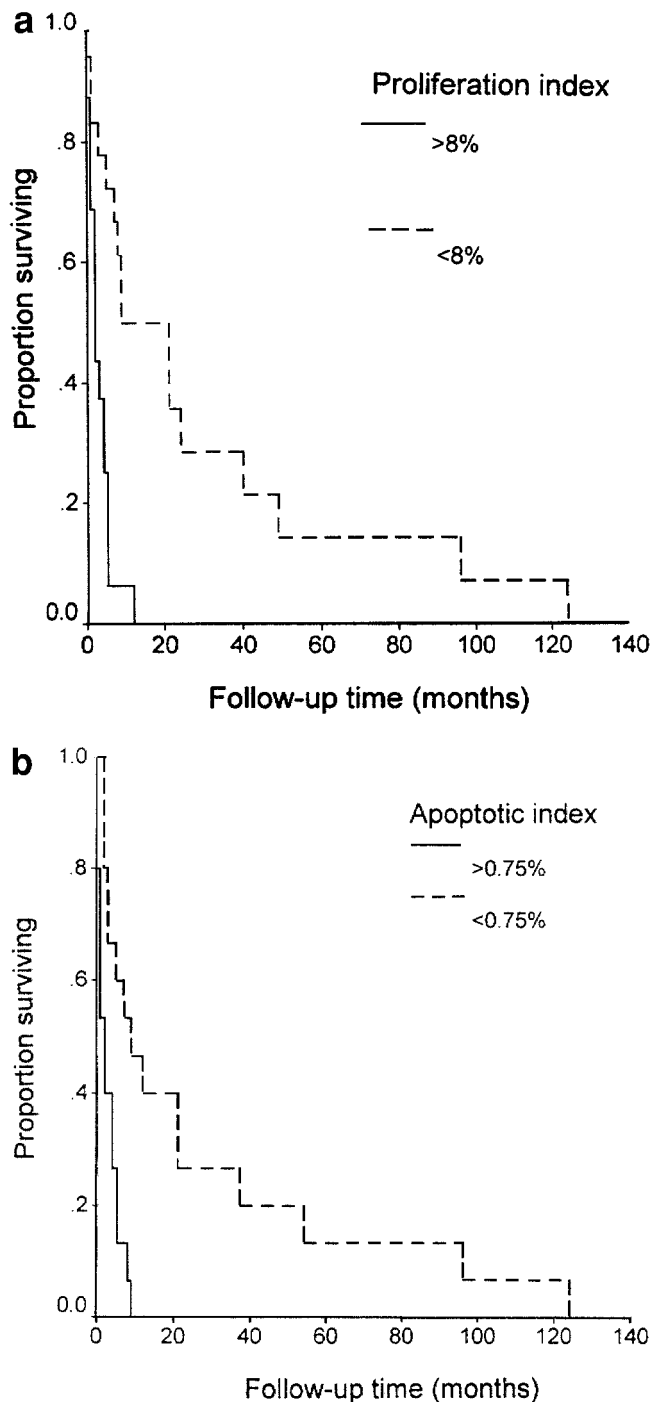 a
1.0
.8
.6
.4
.2
0.0
Proportion surviving
Proliferation index
>8%
<8%
0 20 40 60 80 100 120 140
Follow-up time (months)
b
1.0
.8
.6
.4
.2
0.0
Proportion surviving
Apoptotic index
>0.75%
<0.75%
0 20 40 60 80 100 120 140
Follow-up time (months)